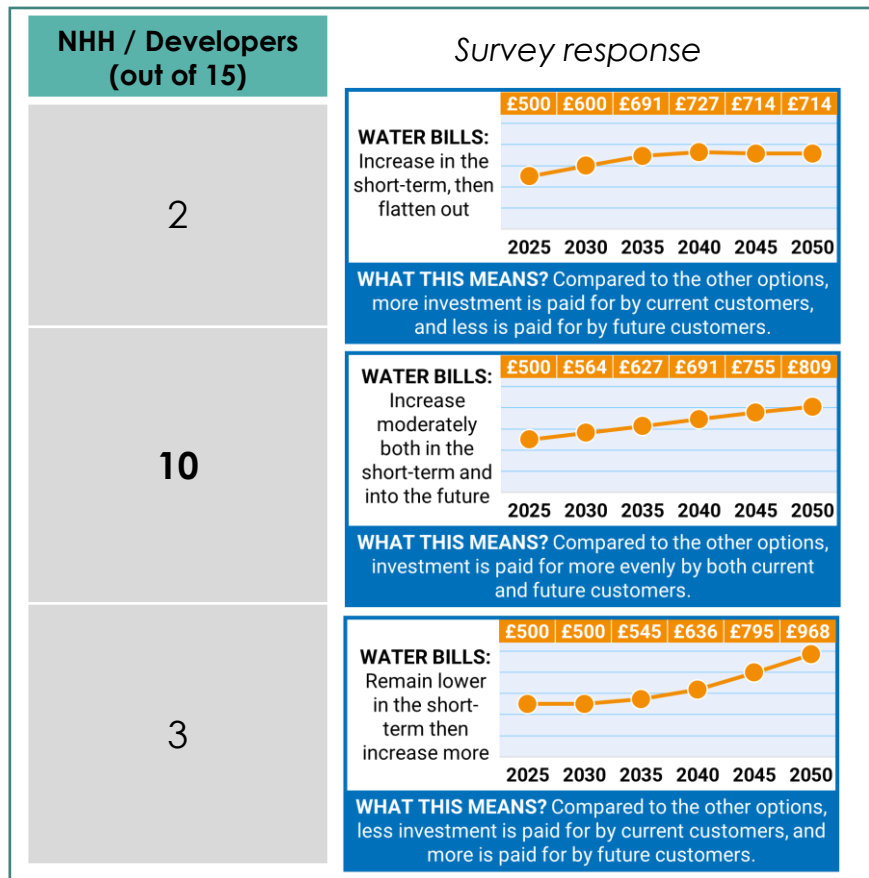 NHH / Developers
(out of 15)
Survey response
2
£500 £600 £691 £727 £714 £714
WATER BILLS:
Increase in the
short-term, then
flatten out
2025 2030 2035 2040 2045 2050
WHAT THIS MEANS? Compared to the other options,
more investment is paid for by current customers,
and less is paid for by future customers.
10
£500 £564 £627 £691 £755 £809
WATER BILLS:
Increase
moderately
both in the
short-term and
into the future
2025 2030 2035 2040 2045 2050
WHAT THIS MEANS? Compared to the other options,
investment is paid for more evenly by both current
and future customers.
3
£500 £500 £545 £636 £795 £968
WATER BILLS:
Remain lower
in the short-
term then
increase more
2025 2030 2035 2040 2045 2050
WHAT THIS MEANS? Compared to the other options,
less investment is paid for by current customers, and
more is paid for by future customers.